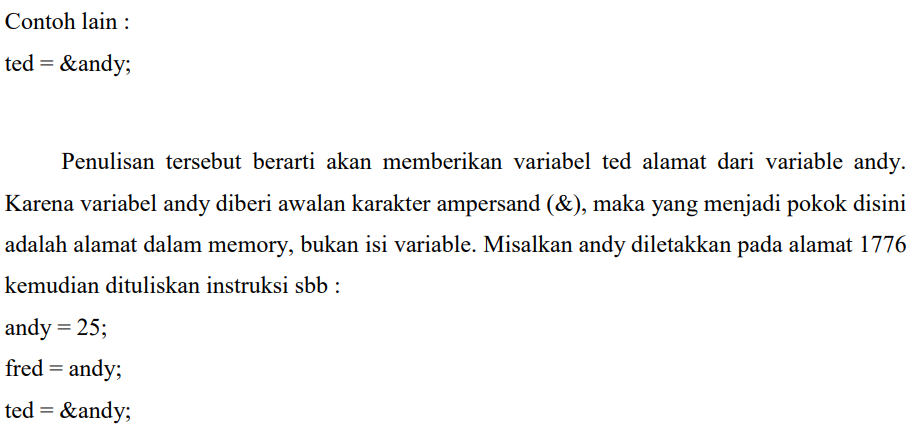 Contoh lain :
ted = &andy;
Penulisan tersebut berarti akan memberikan variabel ted alamat dari variable andy.
Karena variabel andy diberi awalan karakter ampersand (&), maka yang menjadi pokok disini
adalah alamat dalam memory, bukan isi variable. Misalkan andy diletakkan pada alamat 1776
kemudian dituliskan instruksi sbb :
andy = 25;
fred = andy;
ted = &andy;